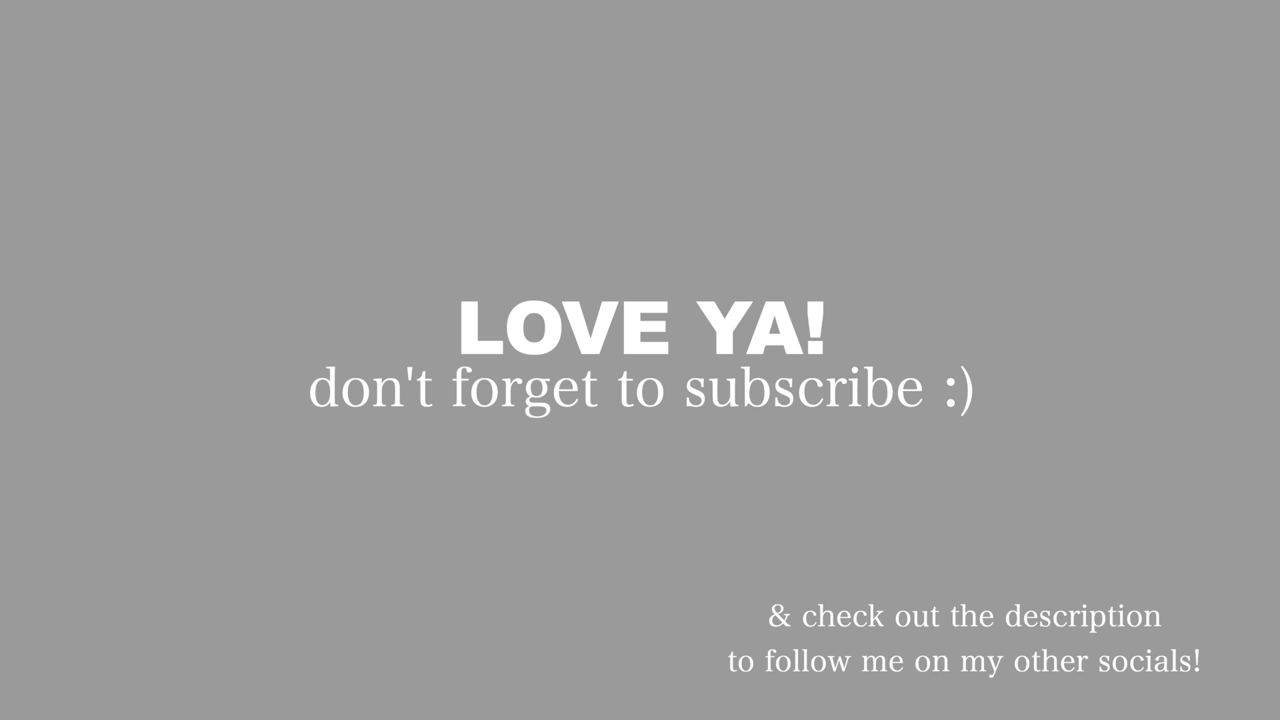 LOVE YA!
don't forget to subscribe :)
& check out the description
to follow me on my other socials!